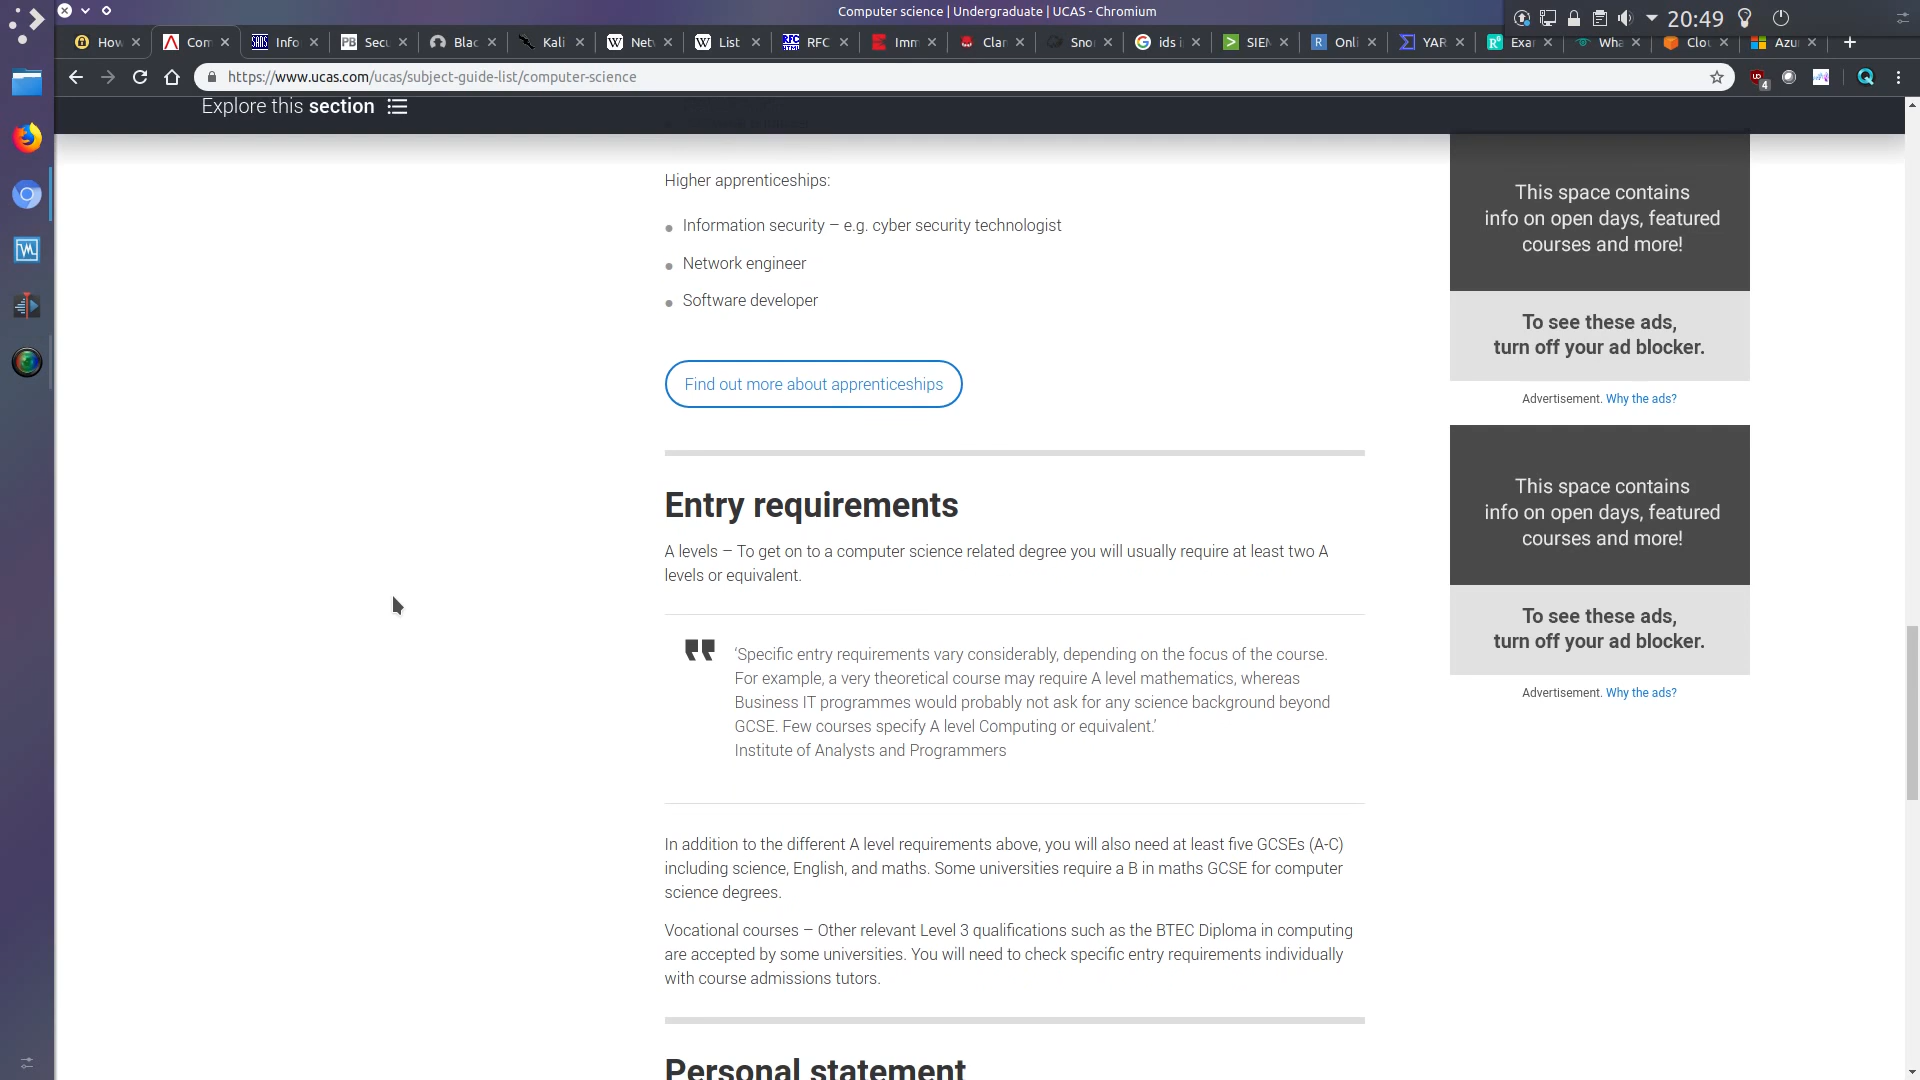 Computer science | Undergraduate | UCAS - Chromium
20:49
How
Com
SANS Info
PB Secu
Blac
Kali
W Netw
W List
RFC
Imm
Clar
Snor
ids i
SIEM
R Onli
YAR
Exar
Wha
Clou
Azur
https://www.ucas.com/ucas/subject-guide-list/computer-science
4
Explore this section
Higher apprenticeships:
Information security – e.g. cyber security technologist
Network engineer
Software developer
Find out more about apprenticeships
Entry requirements
A levels – To get on to a computer science related degree you will usually require at least two A
levels or equivalent.
‘Specific entry requirements vary considerably, depending on the focus of the course.
For example, a very theoretical course may require A level mathematics, whereas
Business IT programmes would probably not ask for any science background beyond
GCSE. Few courses specify A level Computing or equivalent.’
Institute of Analysts and Programmers
In addition to the different A level requirements above, you will also need at least five GCSEs (A-C)
including science, English, and maths. Some universities require a B in maths GCSE for computer
science degrees.
Vocational courses – Other relevant Level 3 qualifications such as the BTEC Diploma in computing
are accepted by some universities. You will need to check specific entry requirements individually
with course admissions tutors.
Personal statement
This space contains
info on open days, featured
courses and more!
To see these ads,
turn off your ad blocker.
Advertisement. Why the ads?
This space contains
info on open days, featured
courses and more!
To see these ads,
turn off your ad blocker.
Advertisement. Why the ads?